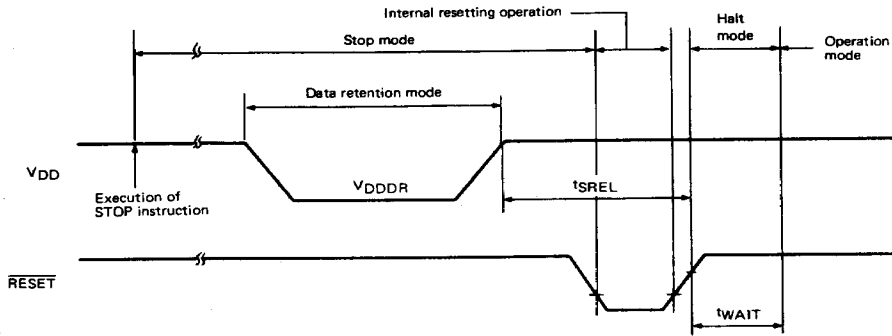 Internal resetting operation
Halt
mode
Stop mode
Operation
mode
Data retention mode
VDD
VDDDR
tSREL
Execution of
STOP instruction
RESET
tWAIT